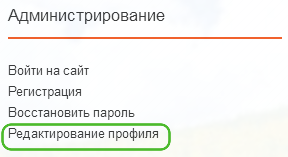 Администрирование
Войти на сайт
Регистрация
Восстановить пароль
Редактирование профиля